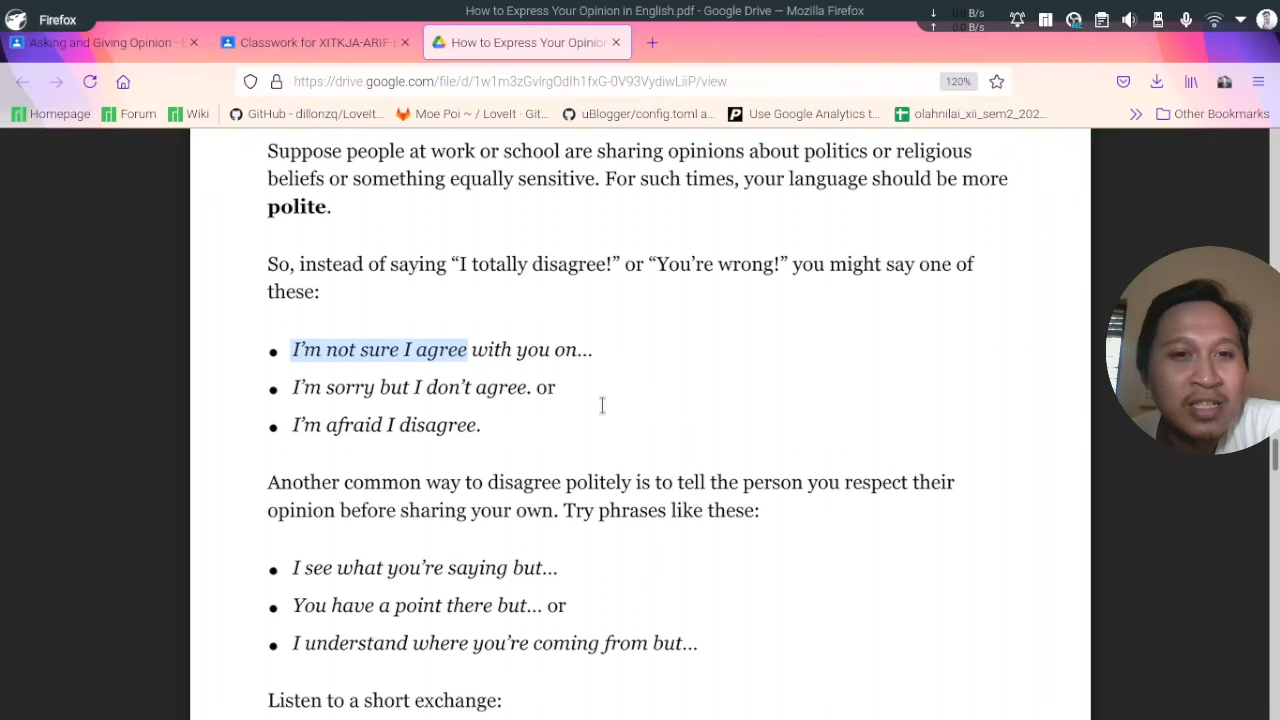 How to Express Your Opinion in English.pdf - Google Drive — Mozilla Firefox
Firefox
B/s
B/s
Asking and Giving Opinion -
Classwork for XITKJA-ARIF-
How to Express Your Opinion
https://drive.google.com/file/d/1w1m3zGvlrgOdIh1fxG-0V93VydiwLiiP/view
120%
Homepage
Forum
Wiki
GitHub - dillonzq/LoveIt...
Moe Poi ~ / LoveIt · Git...
uBlogger/config.toml a...
Use Google Analytics t...
olahnilai_xii_sem2_202...
Other Bookmarks
Suppose people at work or school are sharing opinions about politics or religious
beliefs or something equally sensitive. For such times, your language should be more
polite.
So, instead of saying “I totally disagree!” or “You’re wrong!” you might say one of
these:
• I’m not sure I agree with you on…
• I’m sorry but I don’t agree. or
• I’m afraid I disagree.
Another common way to disagree politely is to tell the person you respect their
opinion before sharing your own. Try phrases like these:
• I see what you’re saying but…
• You have a point there but… or
• I understand where you’re coming from but…
Listen to a short exchange: